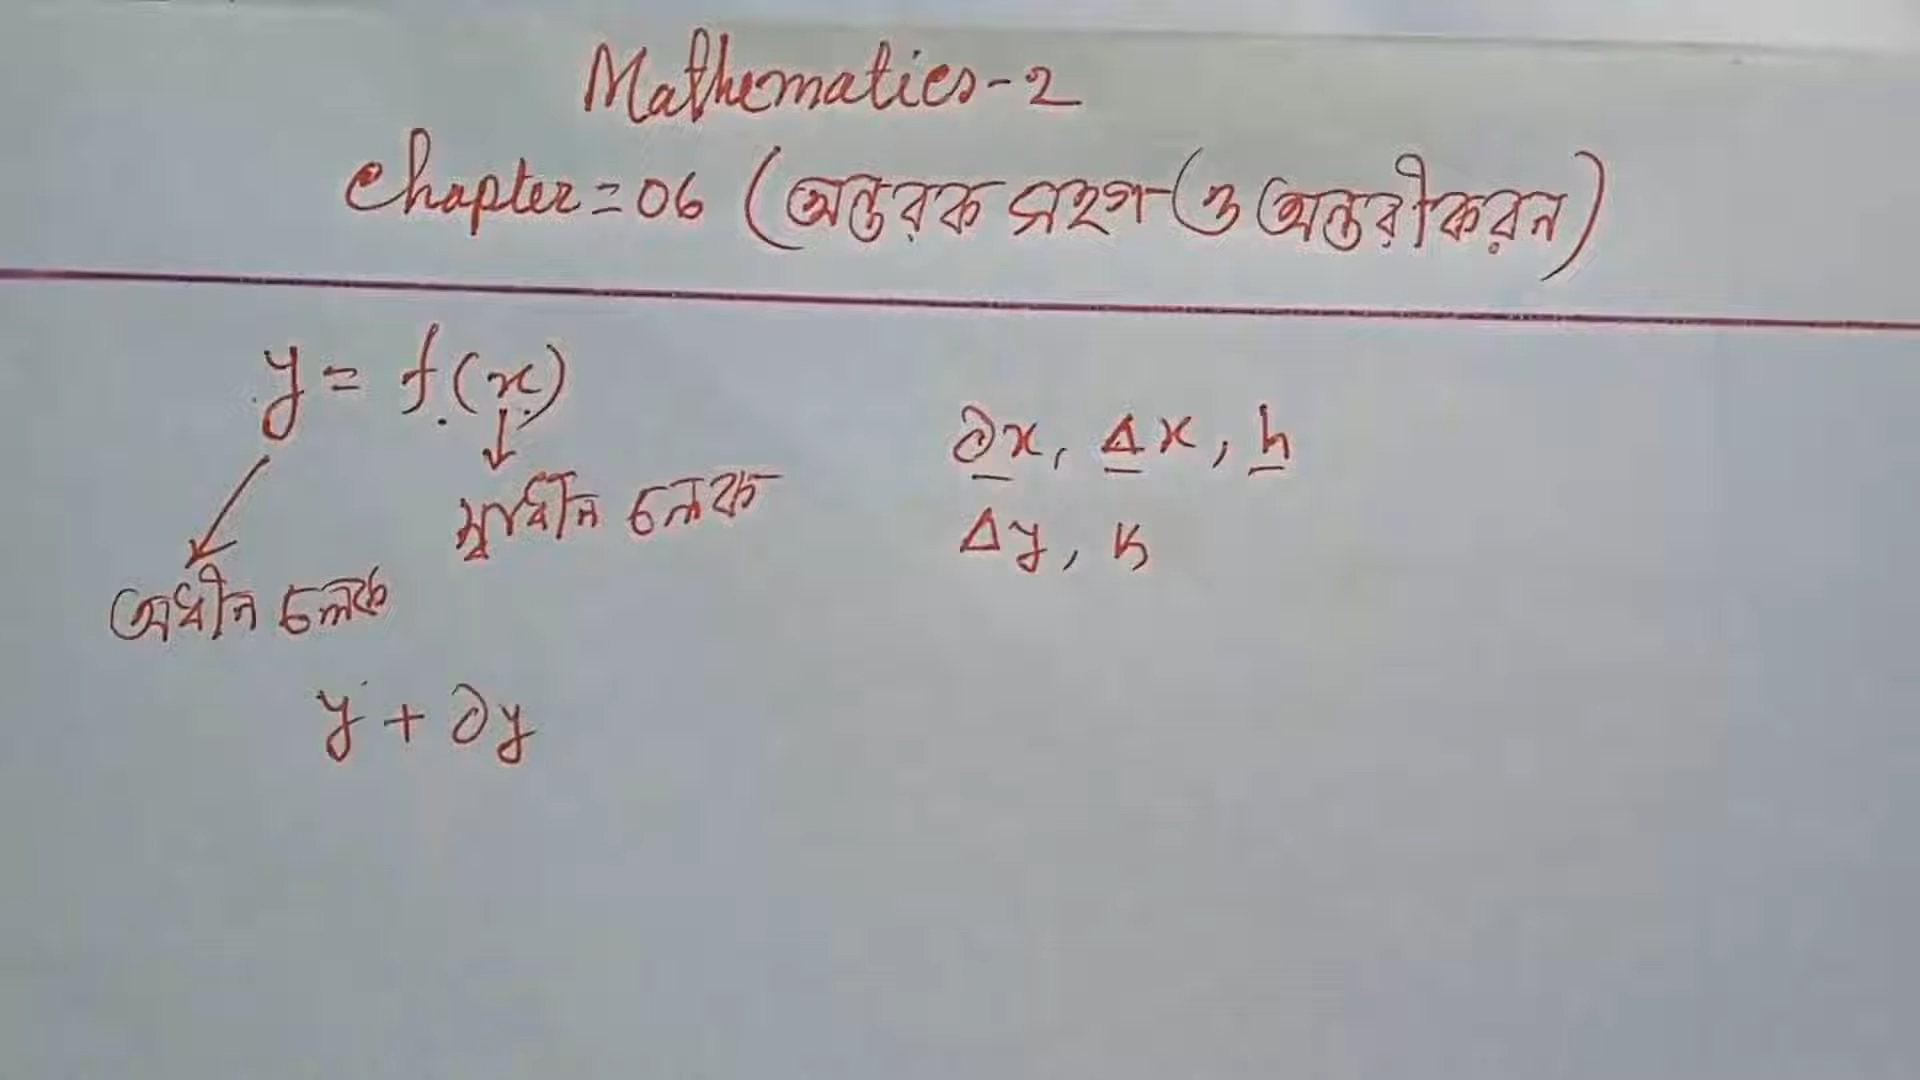 Mathematics-2
Chapter=06 (অন্তরক সহগ ও অন্তরীকরন)
y = f(x)
∂x, Δx, h
স্বাধীন চলক
Δy, k
অধীন চলক
y + ∂y